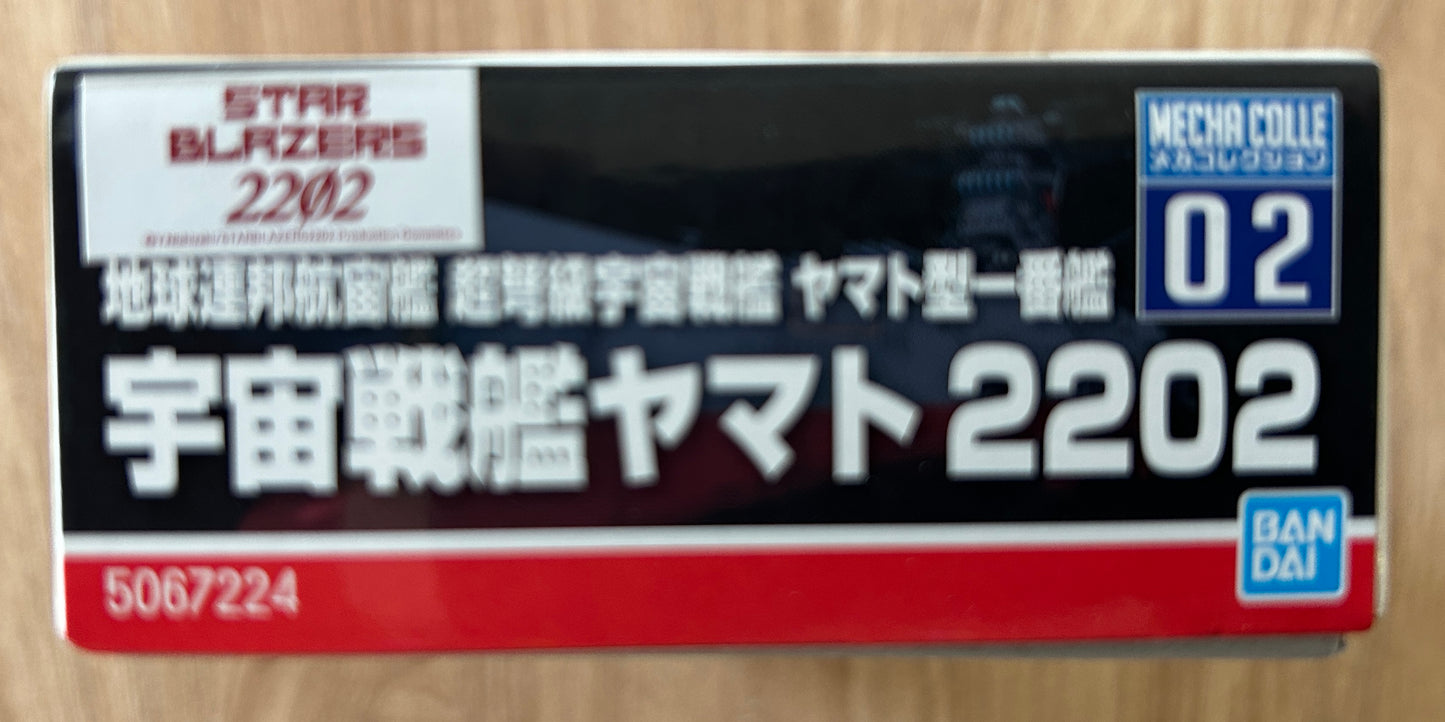 STAR
BLAZERS
2202
MECHA COLLE
メカコレクション
02
地球連邦航宙艦 超弩級宇宙戦艦 ヤマト型一番艦
宇宙戦艦ヤマト2202
BAN
DAI
5067224